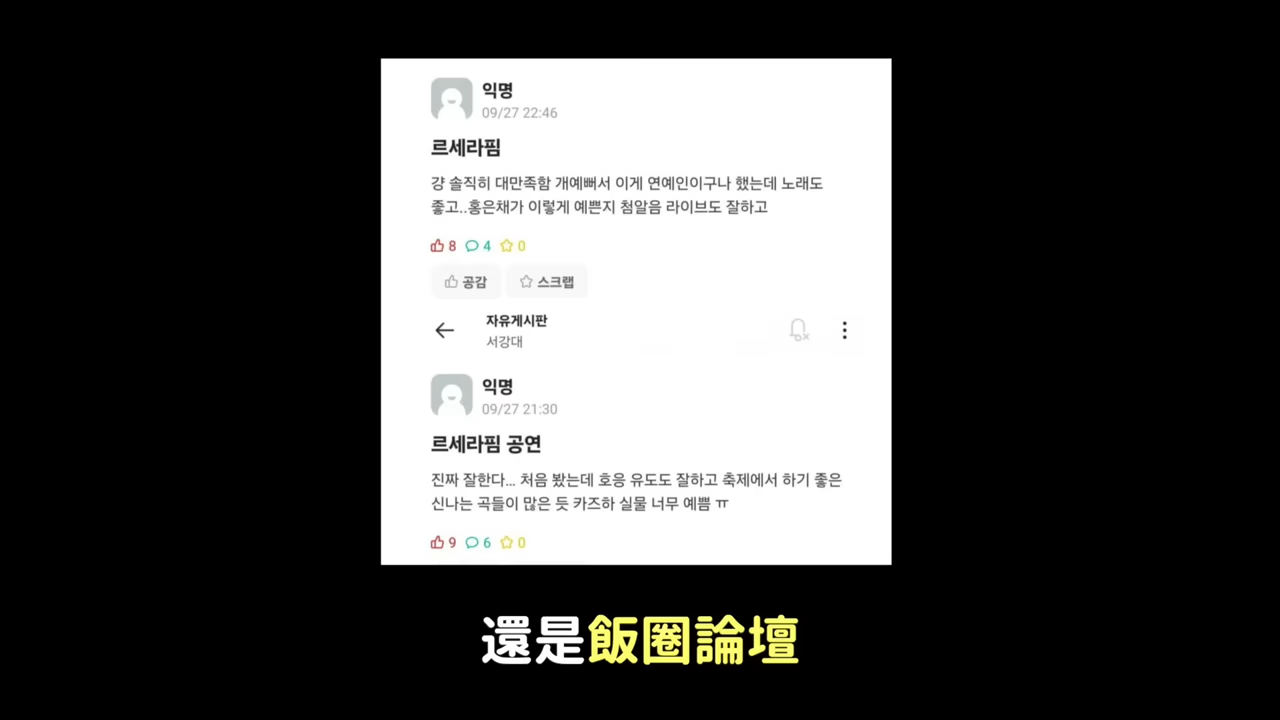 익명
09/27 22:46
르세라핌
걍 솔직히 대만족함 개예뻐서 이게 연예인이구나 했는데 노래도
좋고..홍은채가 이렇게 예쁜지 첨알음 라이브도 잘하고
8 4 0
공감 스크랩
자유게시판
서강대
익명
09/27 21:30
르세라핌 공연
진짜 잘한다... 처음 봤는데 호응 유도도 잘하고 축제에서 하기 좋은
신나는 곡들이 많은 듯 카즈하 실물 너무 예쁨 ㅠ
9 6 0
還是飯圈論壇